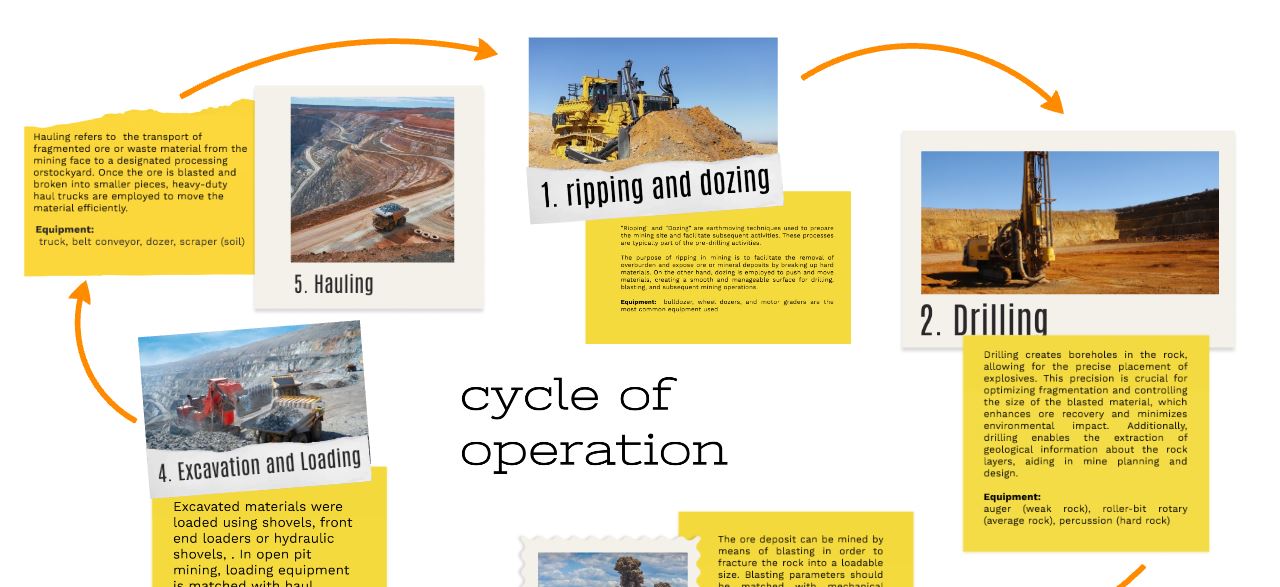 Hauling refers to the transport of
fragmented ore or waste material from the
mining face to a designated processing
orstockyard. Once the ore is blasted and
broken into smaller pieces, heavy-duty
haul trucks are employed to move the
material efficiently.
Equipment:
truck, belt conveyor, dozer, scraper (soil)
5. Hauling
1. ripping and dozing
"Ripping and "Dozing" are earthmoving techniques used to prepare
the mining site and facilitate subsequent activities. These processes
are typically part of the pre-drilling activities.
The purpose of ripping in mining is to facilitate the removal of
overburden and expose ore or mineral deposits by breaking up hard
materials. On the other hand, dozing is employed to push and move
materials, creating a smooth and manageable surface for drilling,
blasting, and subsequent mining operations.
Equipment: bulldozer, wheel dozers, and motor graders are the
most common equipment used
2. Drilling
Drilling creates boreholes in the rock,
allowing for the precise placement of
explosives. This precision is crucial for
optimizing fragmentation and controlling
the size of the blasted material, which
enhances ore recovery and minimizes
environmental impact. Additionally,
drilling enables the extraction of
geological information about the rock
layers, aiding in mine planning and
design.
Equipment:
auger (weak rock), roller-bit rotary
(average rock), percussion (hard rock)
cycle of
operation
4. Excavation and Loading
Excavated materials were
loaded using shovels, front
end loaders or hydraulic
shovels, . In open pit
mining, loading equipment
is matched with haul
The ore deposit can be mined by
means of blasting in order to
fracture the rock into a loadable
size. Blasting parameters should
be matched with mechanical